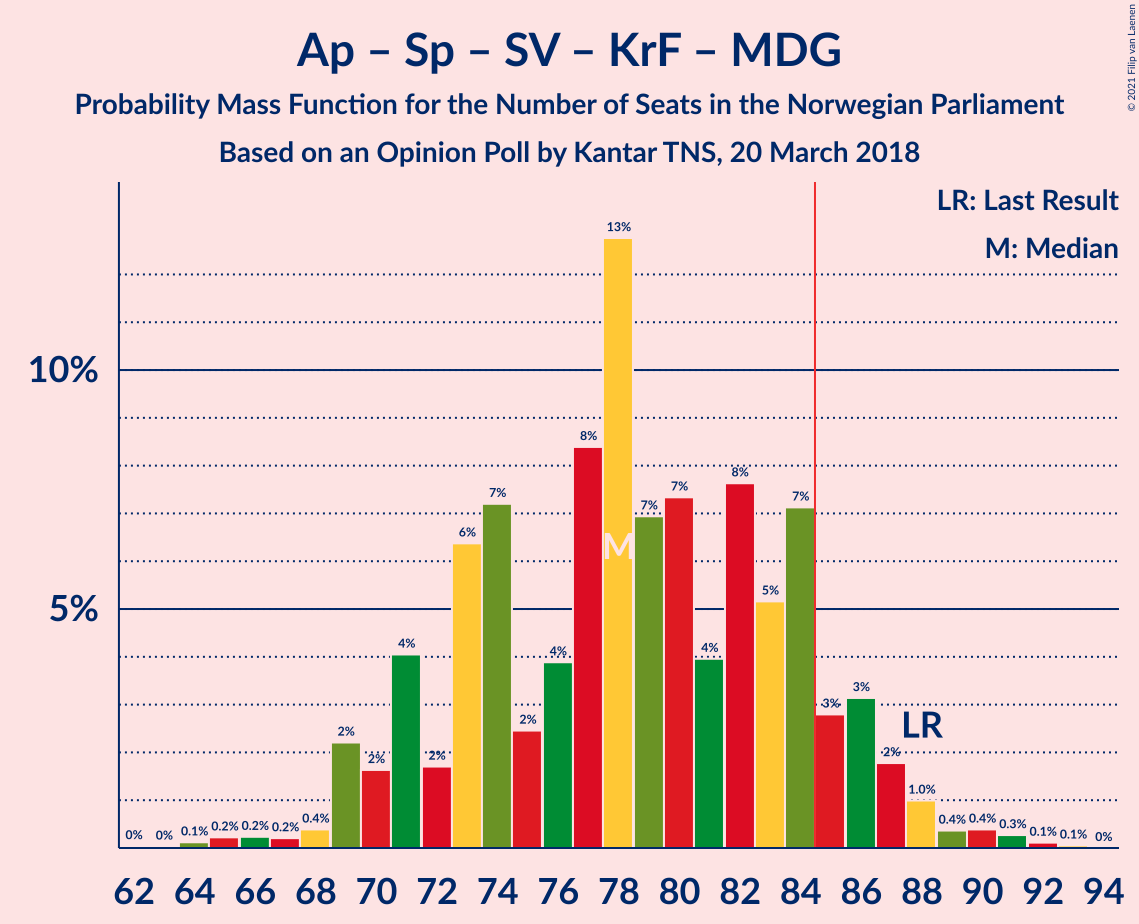 Ap – Sp – SV – KrF – MDG
Probability Mass Function for the Number of Seats in the Norwegian Parliament
Based on an Opinion Poll by Kantar TNS, 20 March 2018
© 2021 Filip van Laenen
LR: Last Result
M: Median
10%
5%
0% 0% 0.1% 0.2% 0.2% 0.2% 0.4% 2% 2% 4% 2% 6% 7% 2% 4% 8% 13% 7% 7% 4% 8% 5% 7% 3% 3% 2% 1.0% 0.4% 0.4% 0.3% 0.1% 0.1% 0%
M
LR
62 64 66 68 70 72 74 76 78 80 82 84 86 88 90 92 94